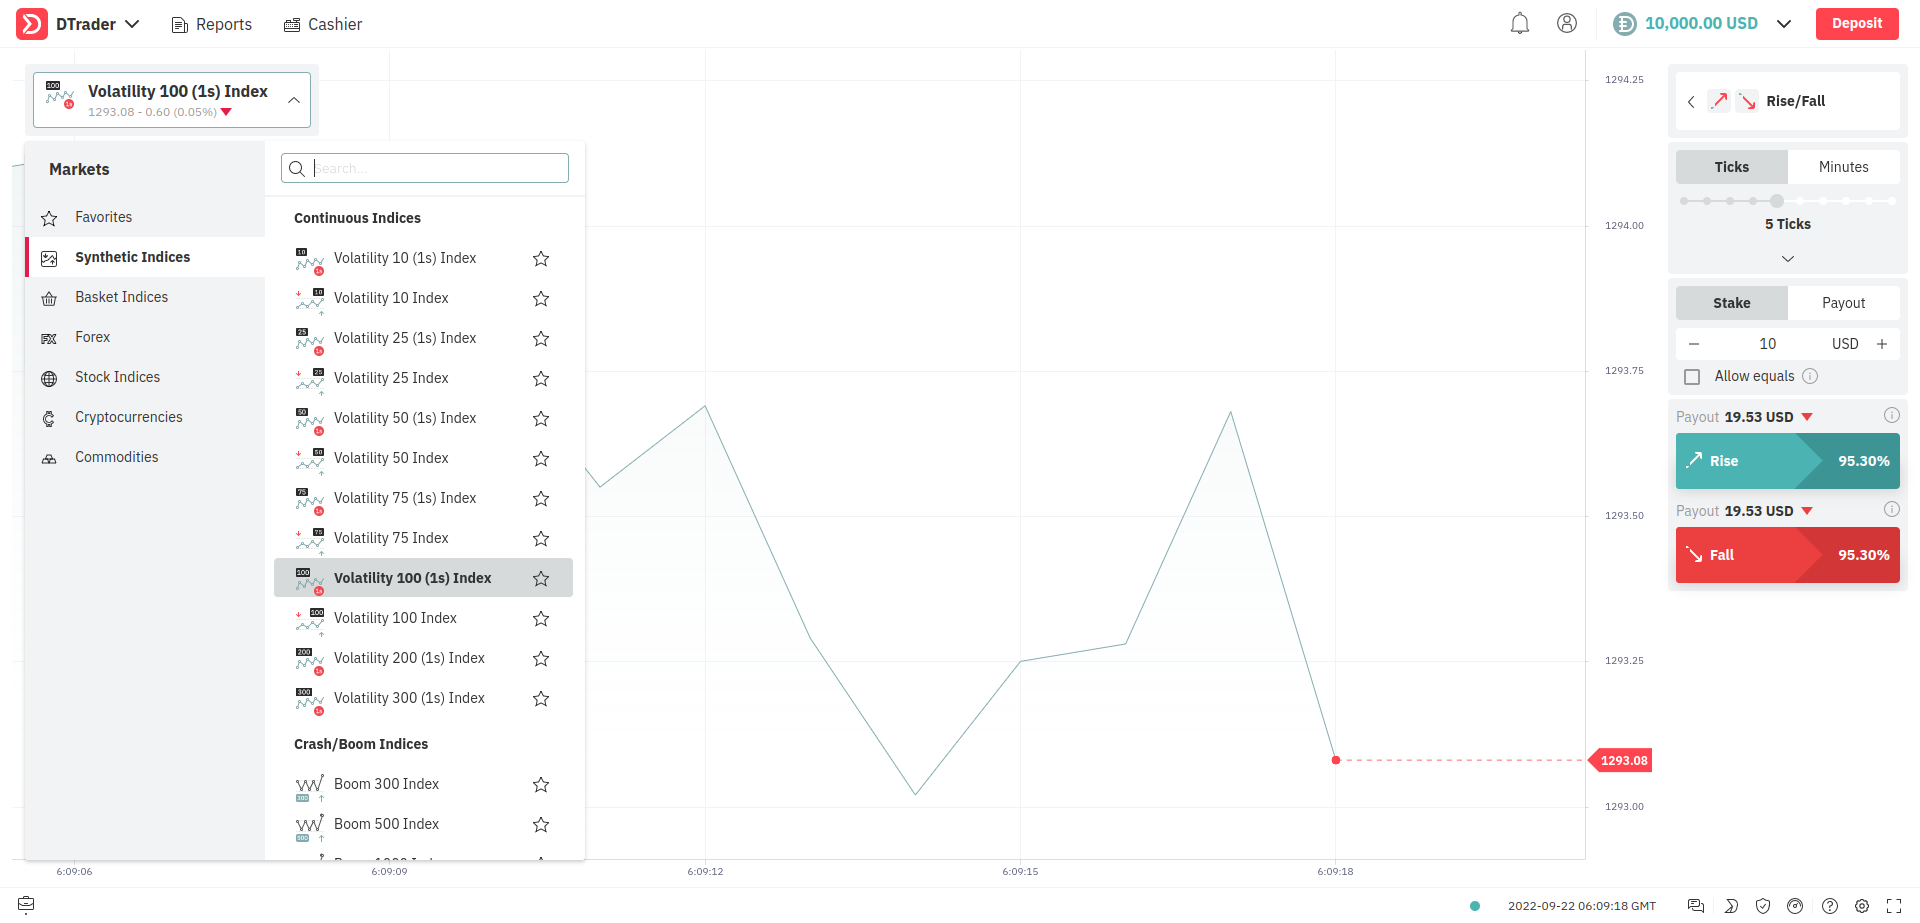 DTrader
Reports
Cashier
10,000.00 USD
Deposit
Volatility 100 (1s) Index
1293.08 - 0.60 (0.05%)
Markets
Favorites
Synthetic Indices
Basket Indices
Forex
Stock Indices
Cryptocurrencies
Commodities
Search...
Continuous Indices
Volatility 10 (1s) Index
Volatility 10 Index
Volatility 25 (1s) Index
Volatility 25 Index
Volatility 50 (1s) Index
Volatility 50 Index
Volatility 75 (1s) Index
Volatility 75 Index
Volatility 100 (1s) Index
Volatility 100 Index
Volatility 200 (1s) Index
Volatility 300 (1s) Index
Crash/Boom Indices
Boom 300 Index
Boom 500 Index
1294.25
1294.00
1293.75
1293.50
1293.25
1293.08
1293.00
6:09:06
6:09:09
6:09:12
6:09:15
6:09:18
Rise/Fall
Ticks
Minutes
5 Ticks
Stake
Payout
10
USD
Allow equals
Payout 19.53 USD
Rise
95.30%
Payout 19.53 USD
Fall
95.30%
2022-09-22 06:09:18 GMT